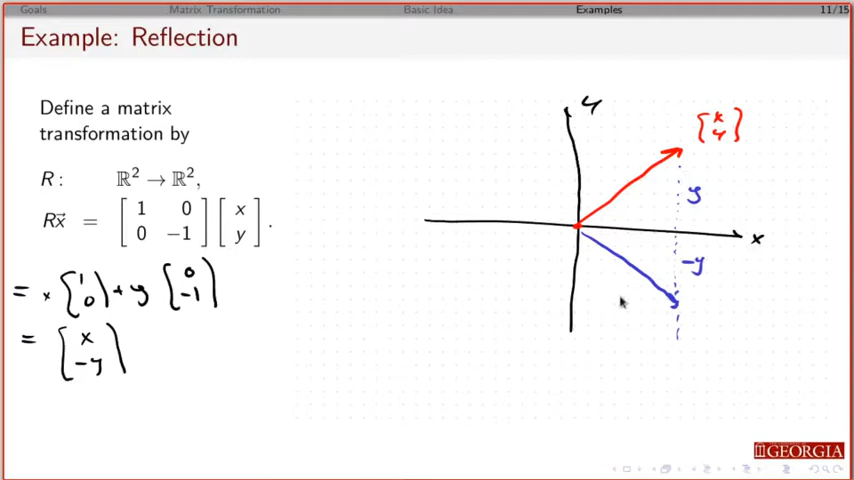 Goals Matrix Transformation Basic Idea Examples 11/15
Example: Reflection
Define a matrix
transformation by
R : ℝ² → ℝ²,
Rx⃗ = [1 0; 0 −1] [x; y].
= x [1; 0] + y [0; −1]
= [x; −y]
y
[x; y]
y
x
−y
GEORGIA